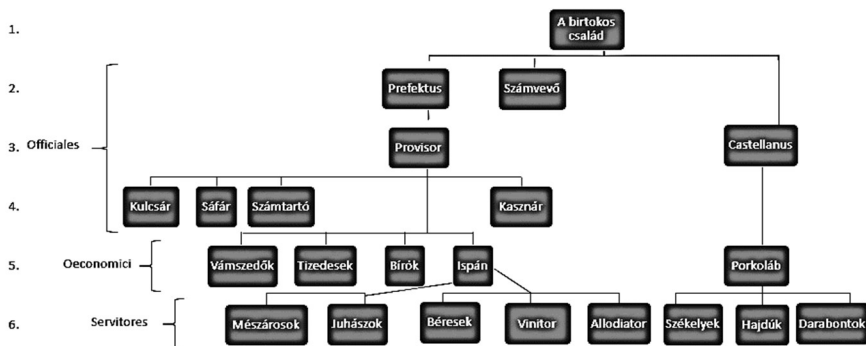 1.
A birtokos
család
2.
Prefektus
Számvevő
3.
Officiales
Provisor
Castellanus
4.
Kulcsár
Sáfár
Számtartó
Kasznár
5.
Oeconomici
Vámszedők
Tizedesek
Bírók
Ispán
Porkoláb
6.
Servitores
Mészárosok
Juhászok
Béresek
Vinitor
Allodiator
Székelyek
Hajdúk
Darabontok